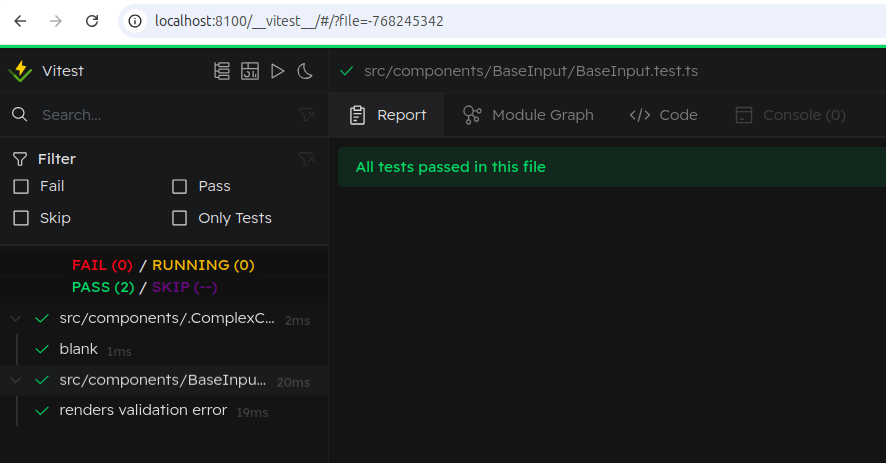 localhost:8100/__vitest__/#/?file=-768245342
Vitest
src/components/BaseInput/BaseInput.test.ts
Search...
Report
Module Graph
</> Code
Console (0)
Filter
Fail
Pass
Skip
Only Tests
All tests passed in this file
FAIL (0) / RUNNING (0)
PASS (2) / SKIP (--)
src/components/.ComplexC... 2ms
blank 1ms
src/components/BaseInpu... 20ms
renders validation error 19ms